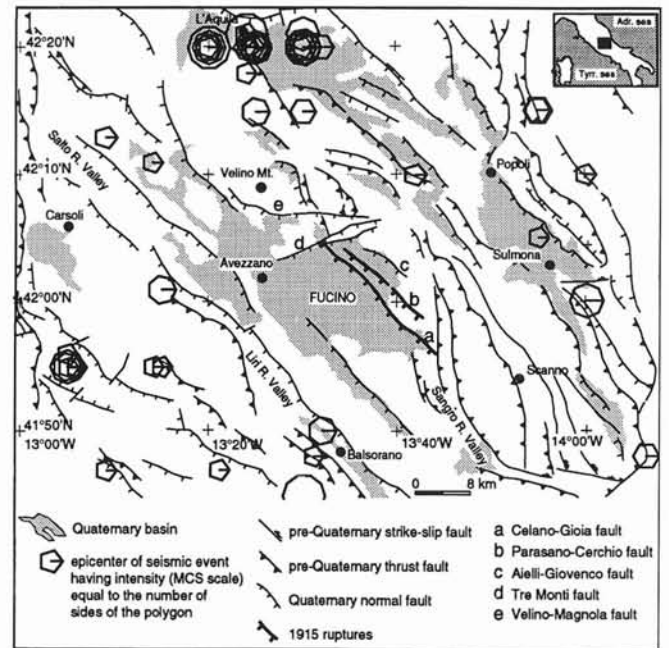 L'Aquila
Adr. sea
Tyrr. sea
42°20'N
Salto R. Valley
42°10'N
Velino Mt.
Popoli
Carsoli
e
d
Avezzano
c
Sulmona
42°00'N
FUCINO
b
a
Liri R. Valley
Scanno
Sangro R. Valley
41°50'N
13°00'W
13°20'W
13°40'W
14°00'W
Balsorano
0 8 km
Quaternary basin
epicenter of seismic event
having intensity (MCS scale)
equal to the number of
sides of the polygon
pre-Quaternary strike-slip fault
pre-Quaternary thrust fault
Quaternary normal fault
1915 ruptures
a Celano-Gioia fault
b Parasano-Cerchio fault
c Aielli-Giovenco fault
d Tre Monti fault
e Velino-Magnola fault